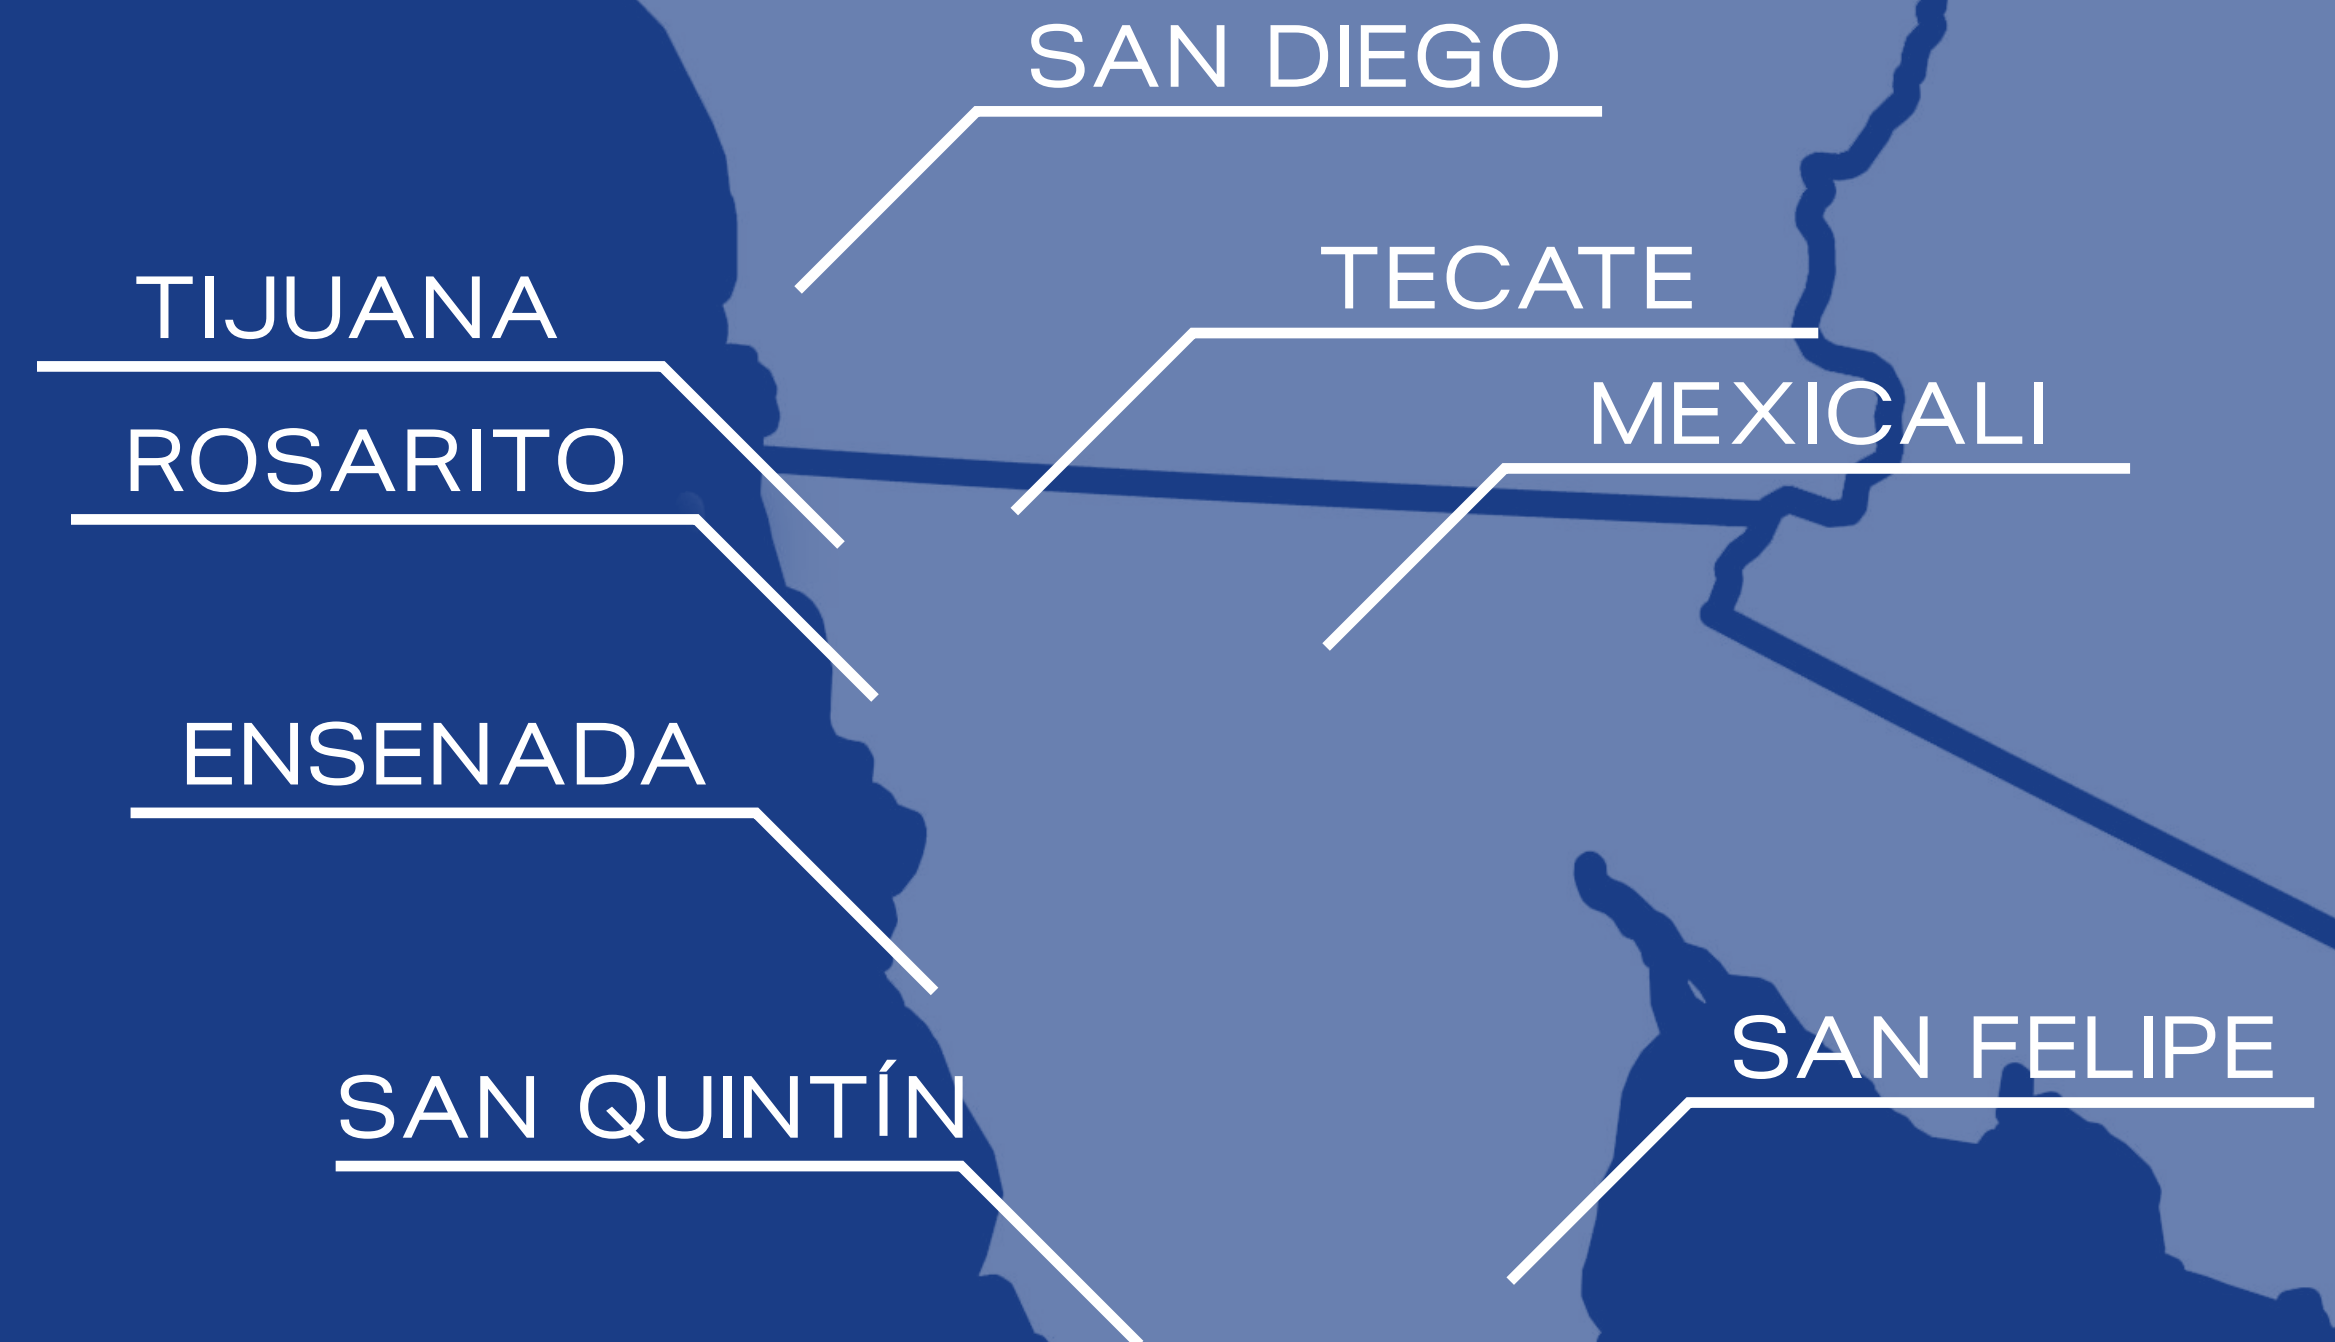 SAN DIEGO
TECATE
TIJUANA
MEXICALI
ROSARITO
ENSENADA
SAN FELIPE
SAN QUINTÍN